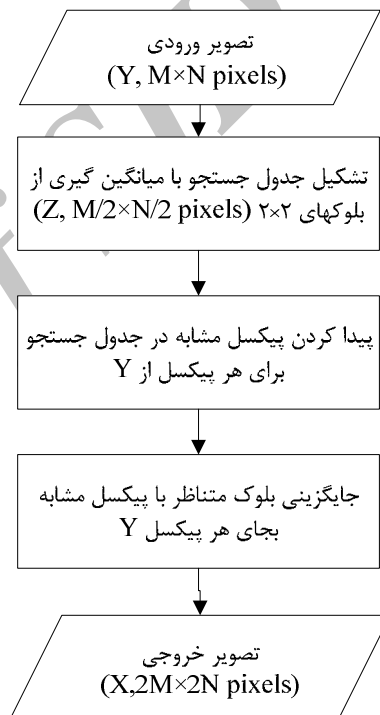 تصویر ورودی
(Y, M×N pixels)
تشکیل جدول جستجو با میانگین گیری از
بلوکهای ۲×۲ (Z, M/2×N/2 pixels)
پیدا کردن پیکسل مشابه در جدول جستجو
برای هر پیکسل از Y
جایگزینی بلوک متناظر با پیکسل مشابه
بجای هر پیکسل Y
تصویر خروجی
(X,2M×2N pixels)